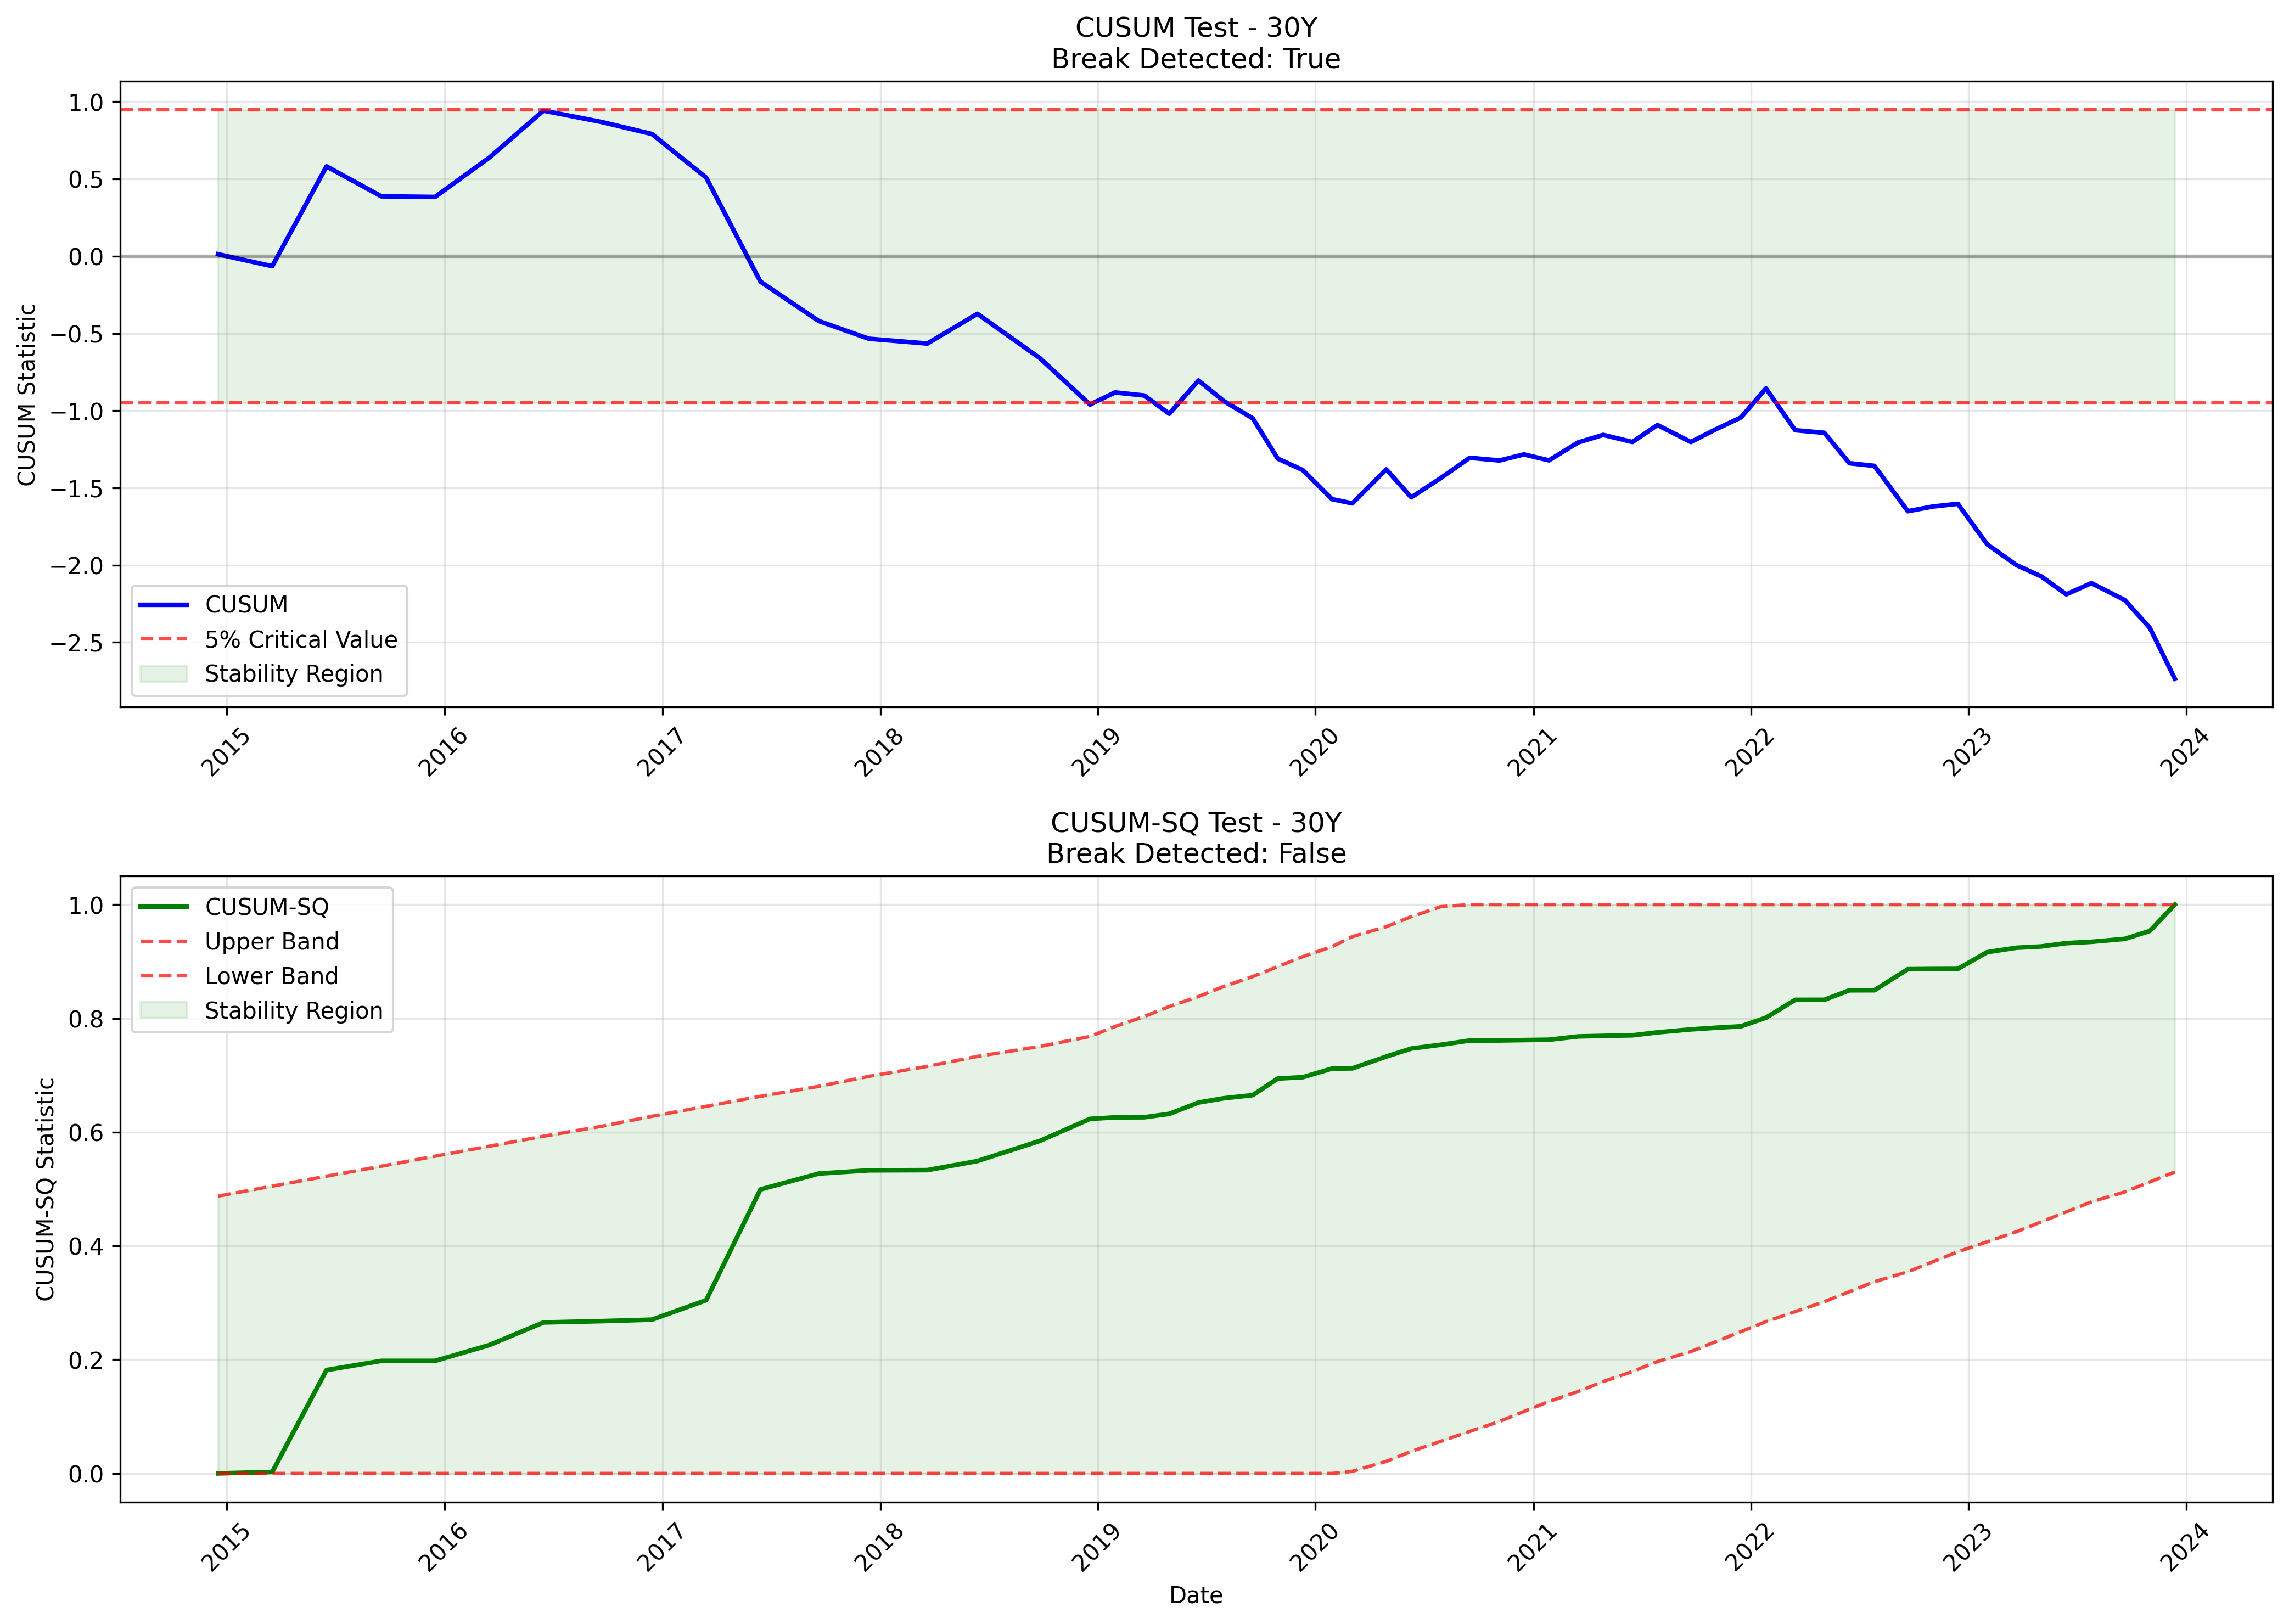 CUSUM Test - 30Y
Break Detected: True
CUSUM Statistic
1.0
0.5
0.0
−0.5
−1.0
−1.5
−2.0
−2.5
CUSUM
5% Critical Value
Stability Region
2015
2016
2017
2018
2019
2020
2021
2022
2023
2024
CUSUM-SQ Test - 30Y
Break Detected: False
CUSUM-SQ Statistic
1.0
0.8
0.6
0.4
0.2
0.0
CUSUM-SQ
Upper Band
Lower Band
Stability Region
2015
2016
2017
2018
2019
2020
2021
2022
2023
2024
Date